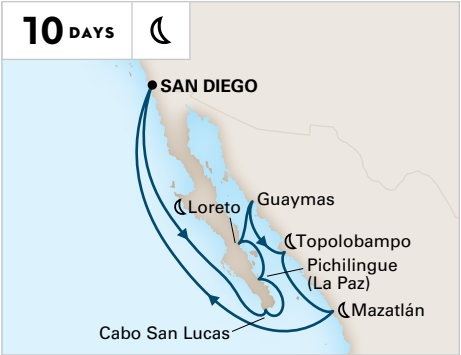 10 DAYS
SAN DIEGO
Loreto
Guaymas
Topolobampo
Pichilingue
(La Paz)
Mazatlán
Cabo San Lucas